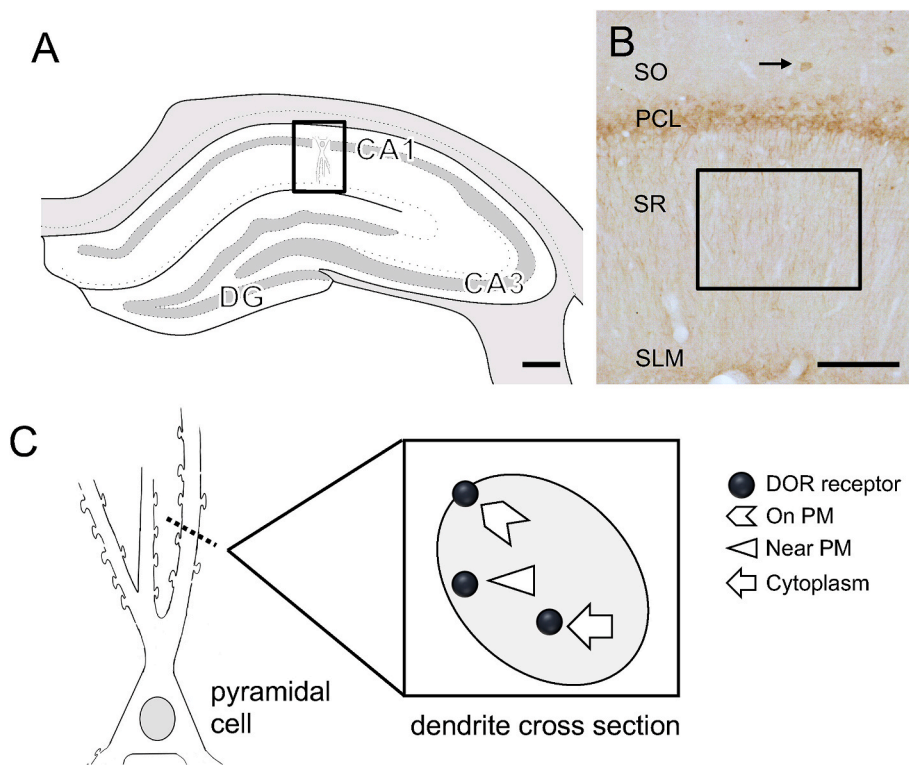 A
CA1
CA3
DG
B
SO
PCL
SR
SLM
C
pyramidal
cell
dendrite cross section
DOR receptor
On PM
Near PM
Cytoplasm